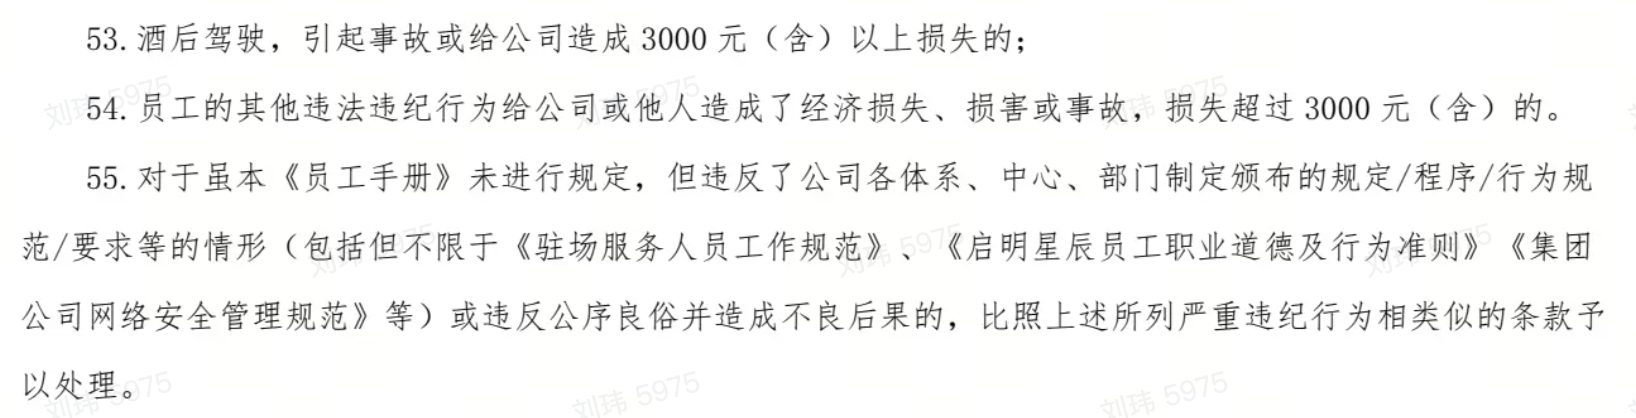 53.酒后驾驶，引起事故或给公司造成 3000 元（含）以上损失的；
54.员工的其他违法违纪行为给公司或他人造成了经济损失、损害或事故，损失超过 3000 元（含）的。
55.对于虽本《员工手册》未进行规定，但违反了公司各体系、中心、部门制定颁布的规定/程序/行为规
范/要求等的情形（包括但不限于《驻场服务人员工作规范》、《启明星辰员工职业道德及行为准则》《集团
公司网络安全管理规范》等）或违反公序良俗并造成不良后果的，比照上述所列严重违纪行为相类似的条款予
以处理。
刘玮 5975
刘玮 5975
刘玮 5975
刘玮 5975
刘玮 5975
刘玮 5975
刘玮 5975
刘玮 5975
刘玮 5975